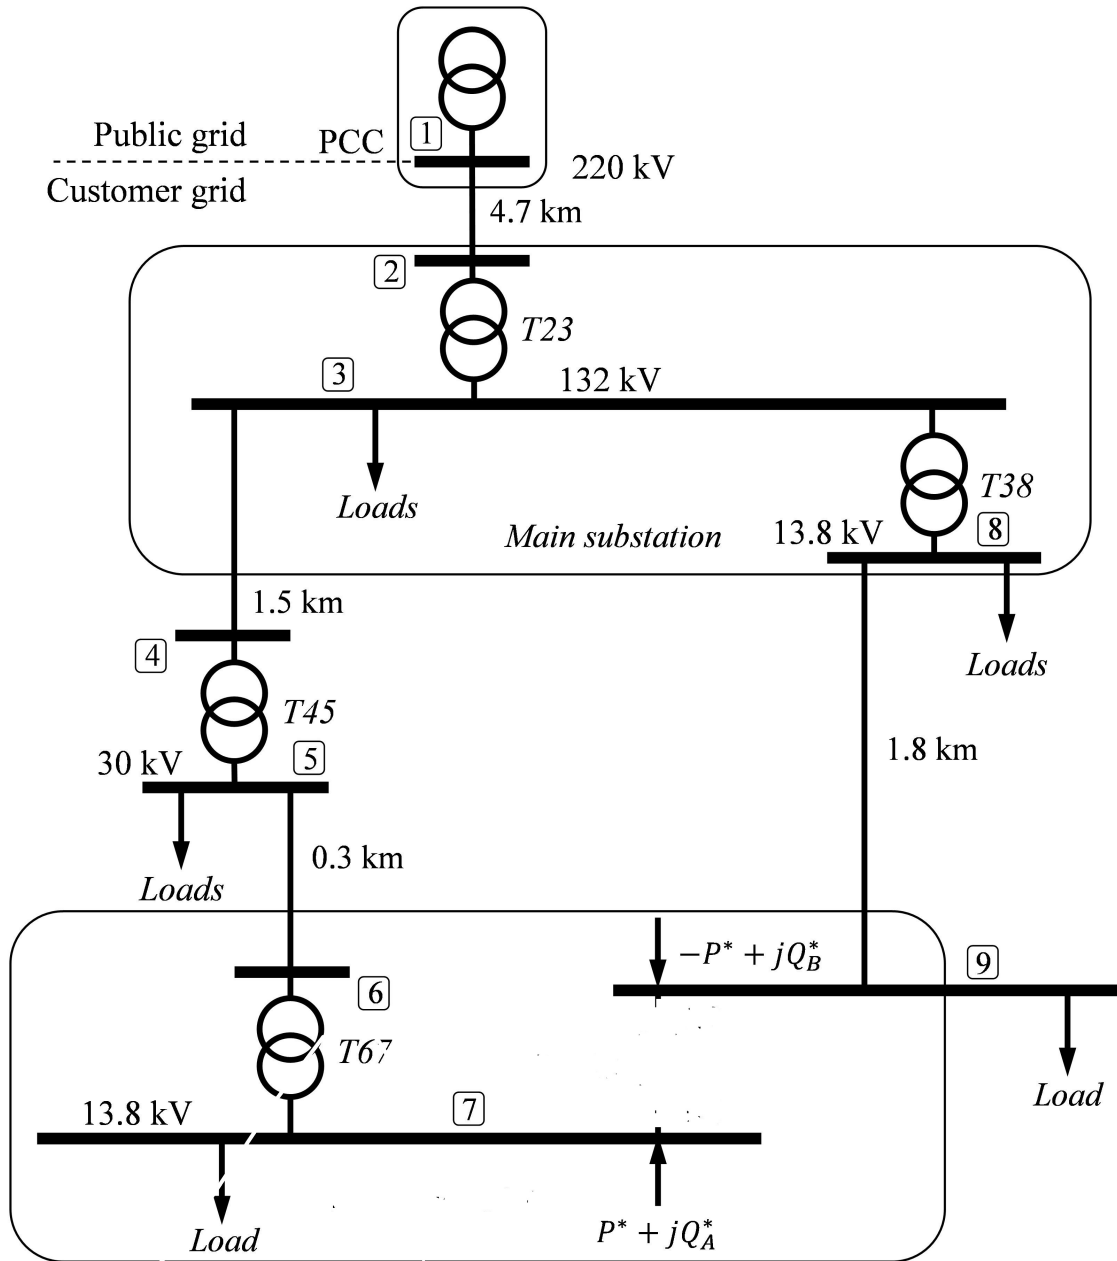 1
Public grid
PCC
220 kV
Customer grid
4.7 km
2
T23
3
132 kV
T38
Loads
Main substation
13.8 kV
8
1.5 km
4
Loads
T45
30 kV
5
1.8 km
0.3 km
Loads
−P* + jQ_B^*
9
6
T67
Load
13.8 kV
7
Load
P* + jQ_A^*